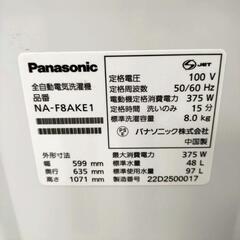 Panasonic
全自動電気洗濯機
品番
NA-F8AKE1
外形寸法
幅 599 mm
奥行 635 mm
高さ 1071 mm
S JET
定格電圧 100 V
定格周波数 50/60 Hz
電動機定格消費電力 375 W
定格時間 洗いのみ 15 分
標準洗濯容量 8.0 kg
パナソニック株式会社
中国製
最大消費電力 375 W
標準水量 48 L
標準使用水量 97 L
製造番号 22D2500017